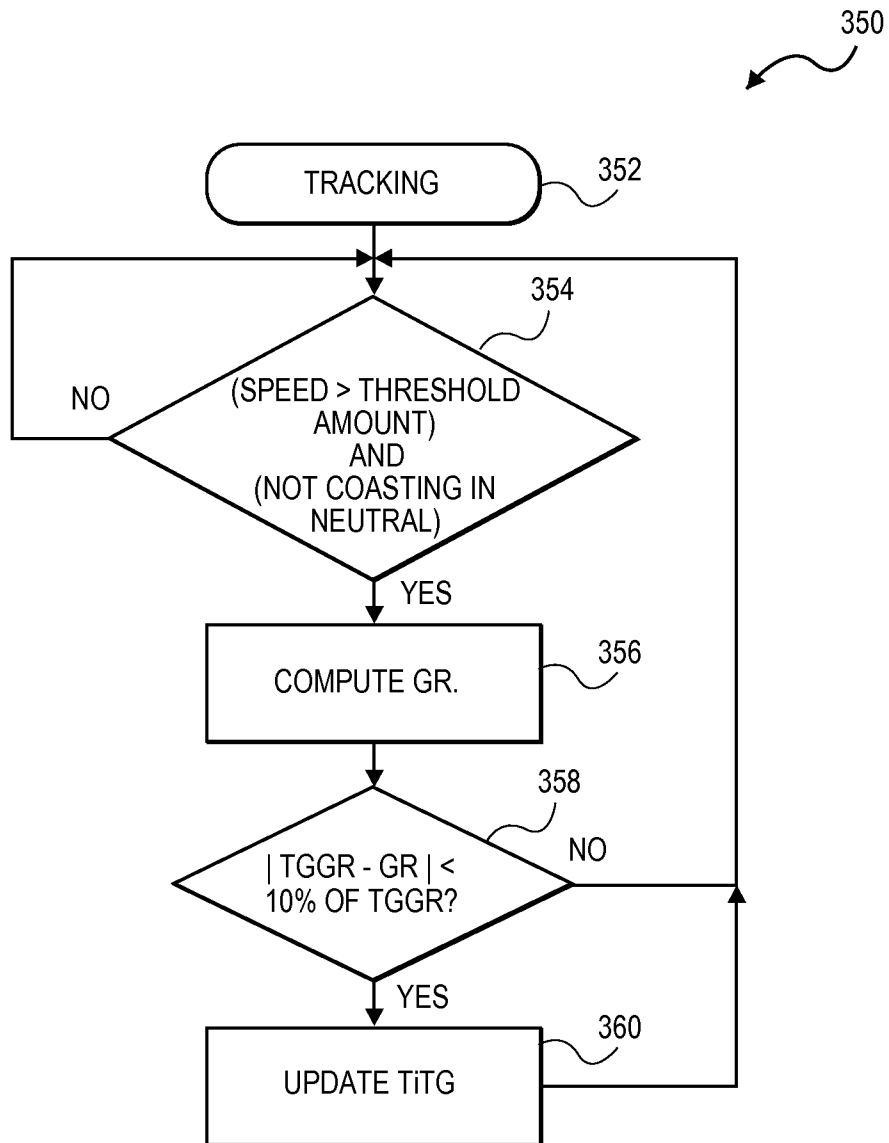 350
TRACKING
352
354
NO
(SPEED > THRESHOLD
AMOUNT)
AND
(NOT COASTING IN
NEUTRAL)
YES
COMPUTE GR.
356
358
| TGGR - GR | <
10% OF TGGR?
NO
YES
UPDATE TiTG
360